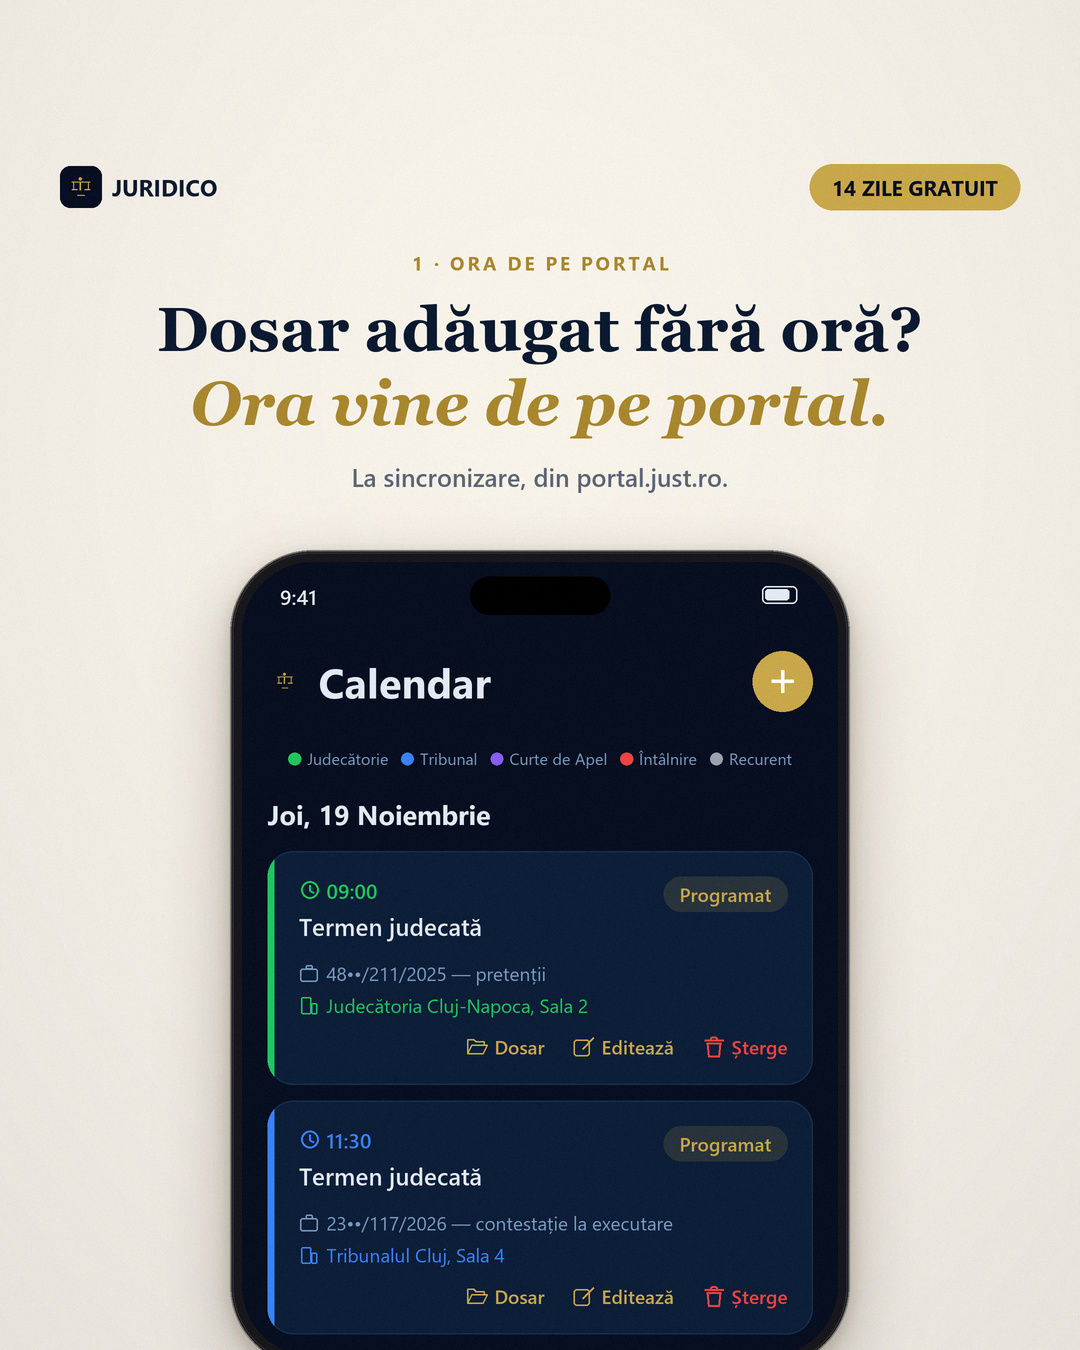 JURIDICO
14 ZILE GRATUIT
1 · ORA DE PE PORTAL
Dosar adăugat fără oră?
Ora vine de pe portal.
La sincronizare, din portal.just.ro.
9:41
Calendar
Judecătorie Tribunal Curte de Apel Întâlnire Recurent
Joi, 19 Noiembrie
09:00 Programat
Termen judecată
48••/211/2025 — pretenții
Judecătoria Cluj-Napoca, Sala 2
Dosar Editează Șterge
11:30 Programat
Termen judecată
23••/117/2026 — contestație la executare
Tribunalul Cluj, Sala 4
Dosar Editează Șterge